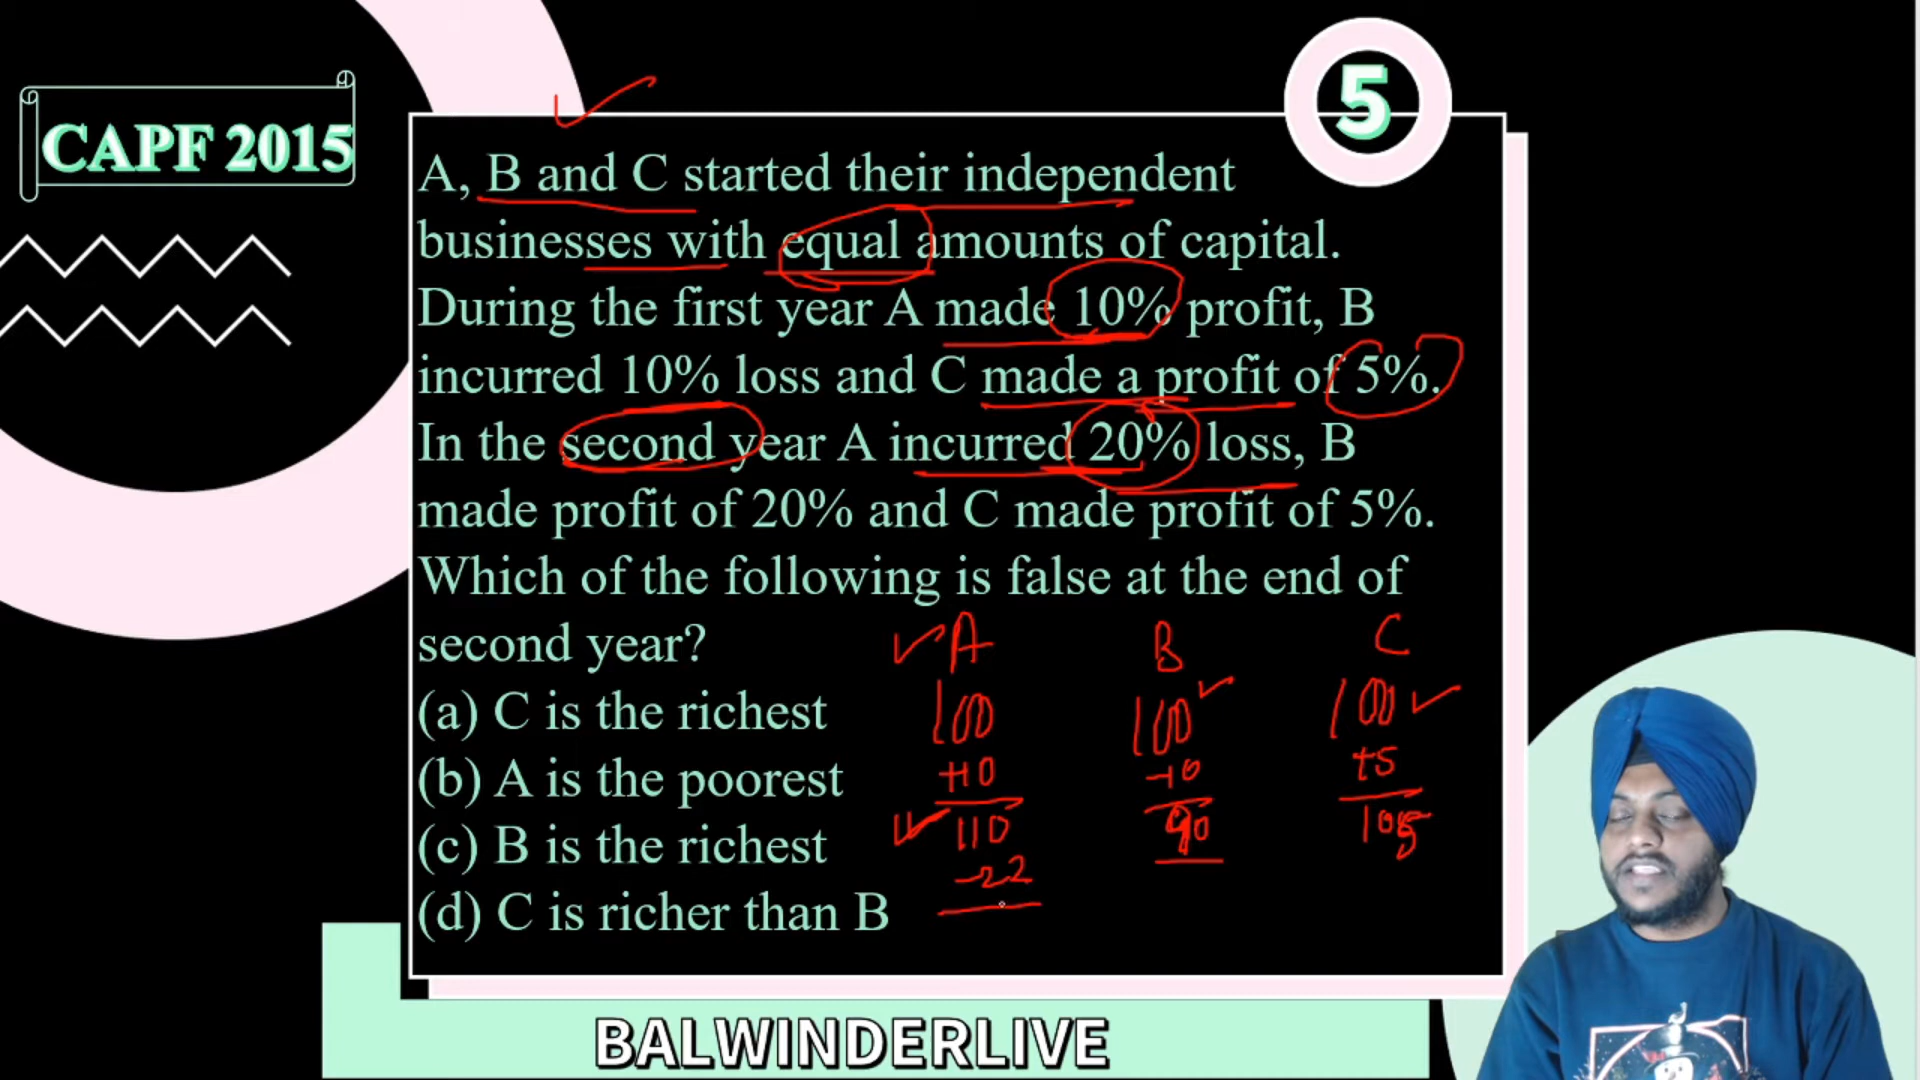 CAPF 2015
5
A, B and C started their independent
businesses with equal amounts of capital.
During the first year A made 10% profit, B
incurred 10% loss and C made a profit of 5%.
In the second year A incurred 20% loss, B
made profit of 20% and C made profit of 5%.
Which of the following is false at the end of
second year?
(a) C is the richest
(b) A is the poorest
(c) B is the richest
(d) C is richer than B
A B C
100 100 100
+10 -10 +5
110 90 105
-22
BALWINDERLIVE